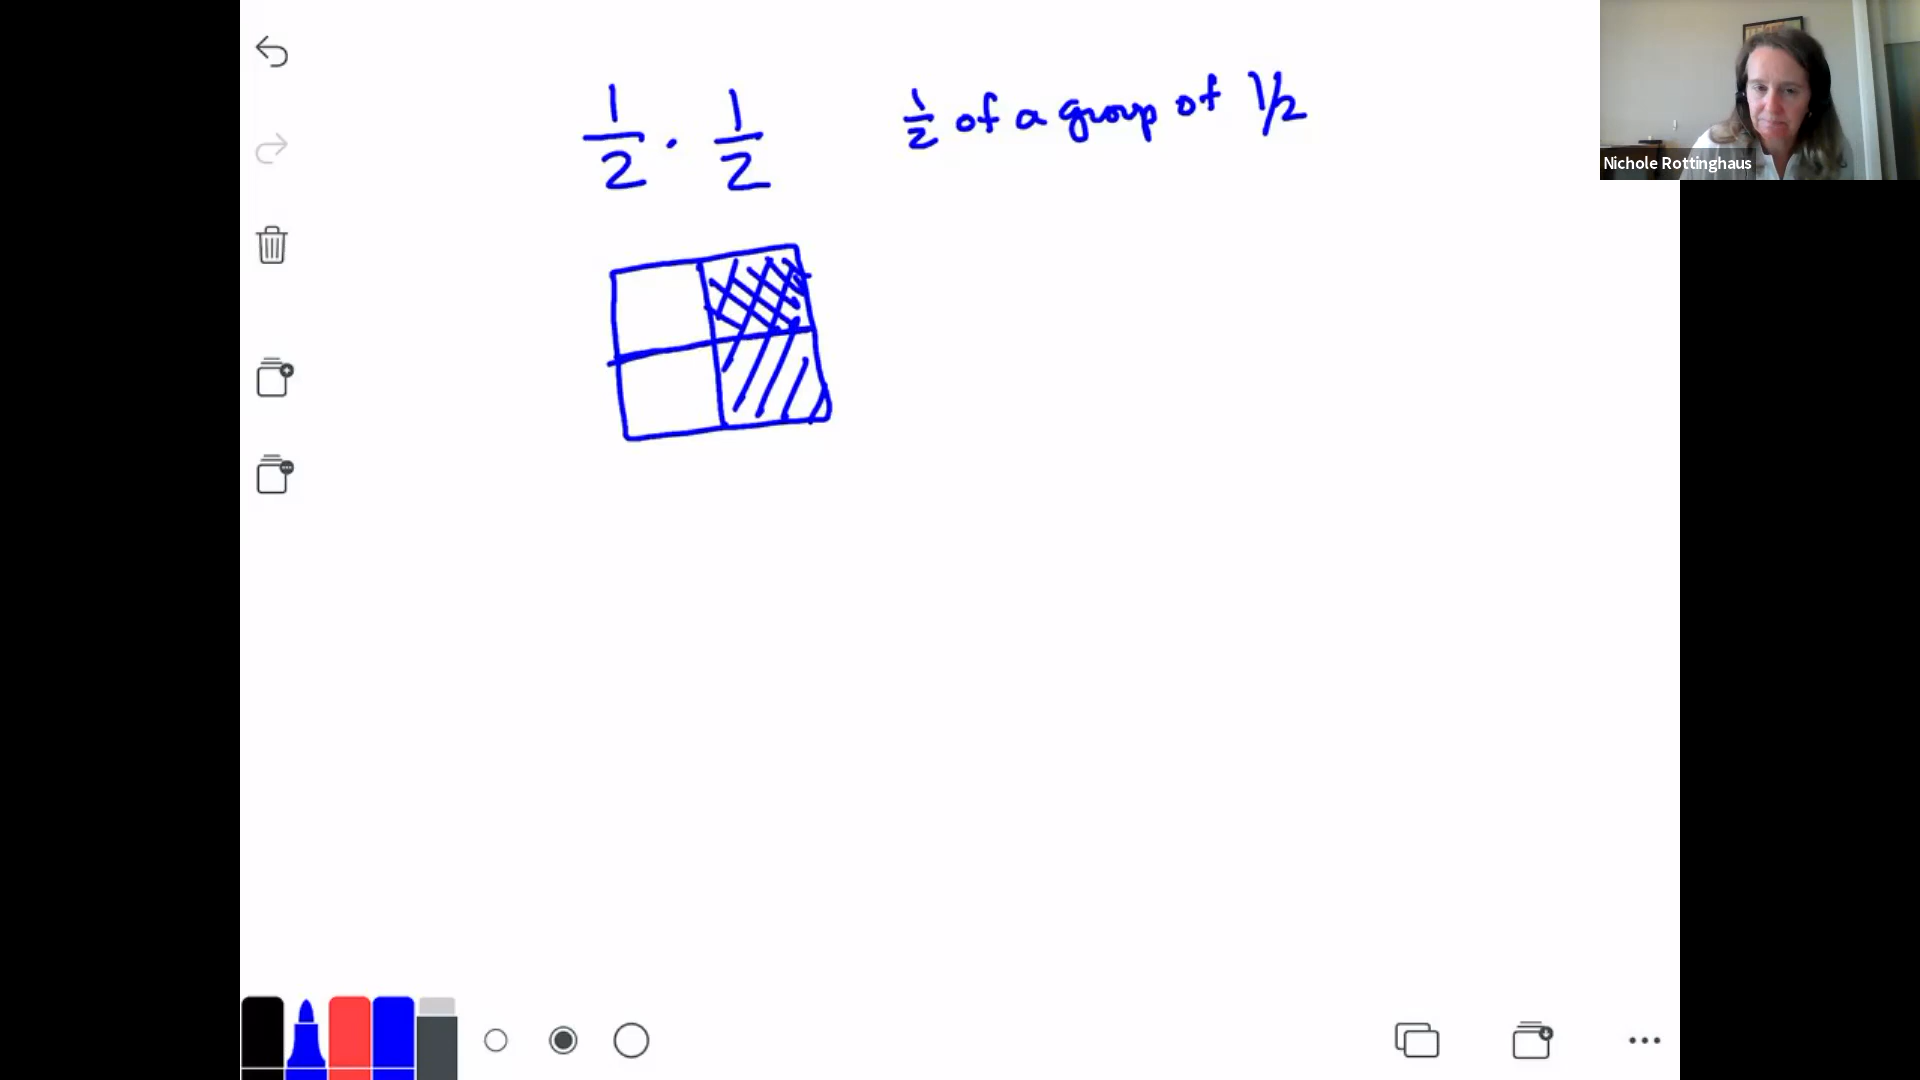 1/2 · 1/2
1/2 of a group of 1/2
Nichole Rottinghaus